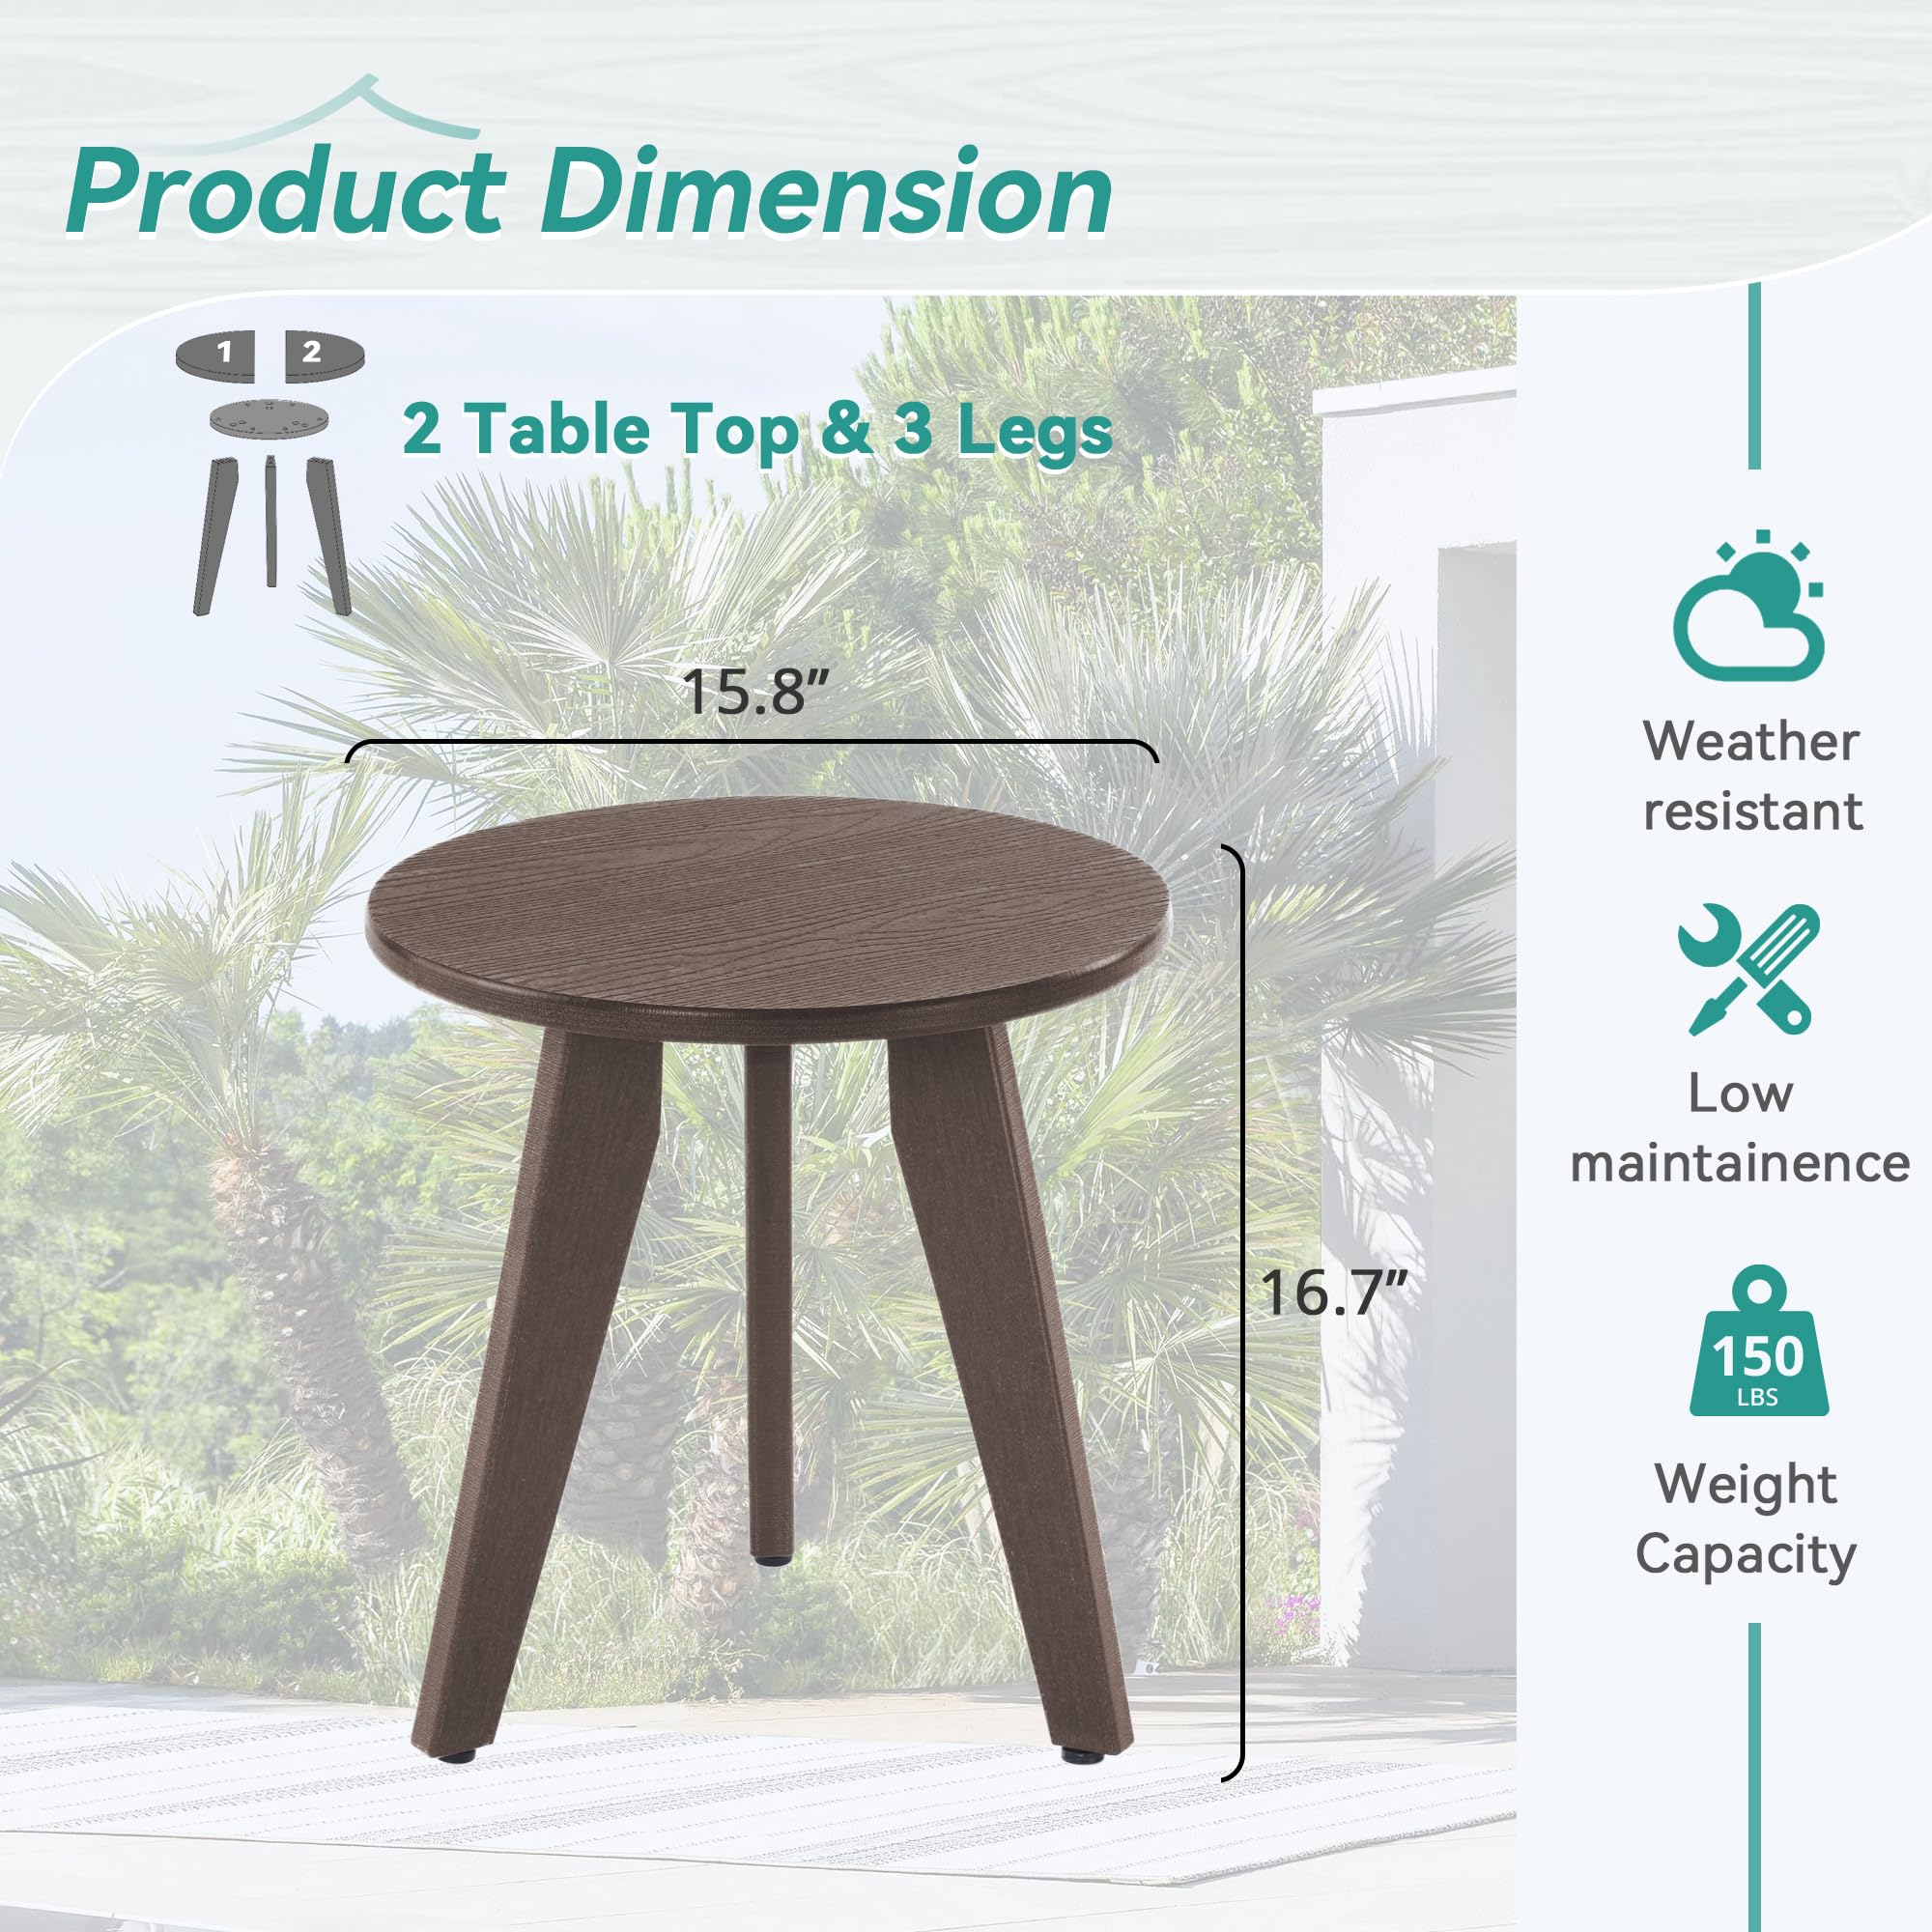 Product Dimension
1 2
2 Table Top & 3 Legs
15.8″
16.7″
Weather
resistant
Low
maintainence
150
LBS
Weight
Capacity